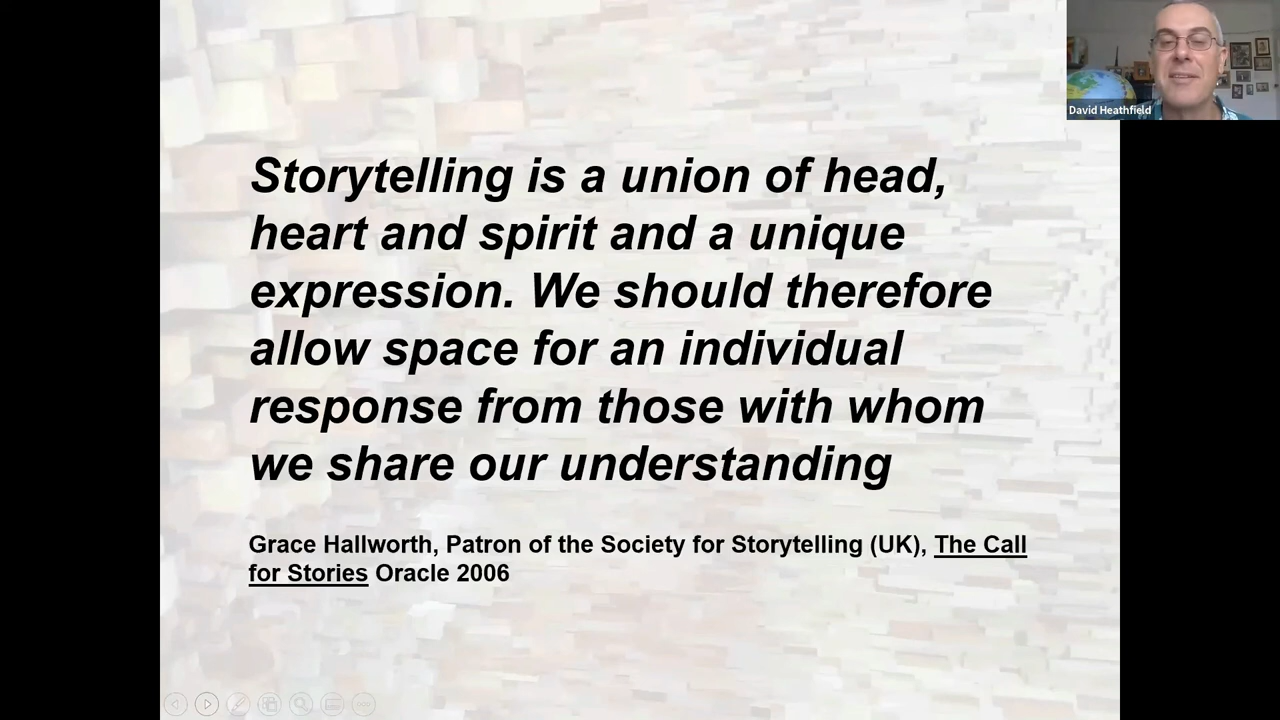 David Heathfield
Storytelling is a union of head,
heart and spirit and a unique
expression. We should therefore
allow space for an individual
response from those with whom
we share our understanding
Grace Hallworth, Patron of the Society for Storytelling (UK), The Call
for Stories Oracle 2006